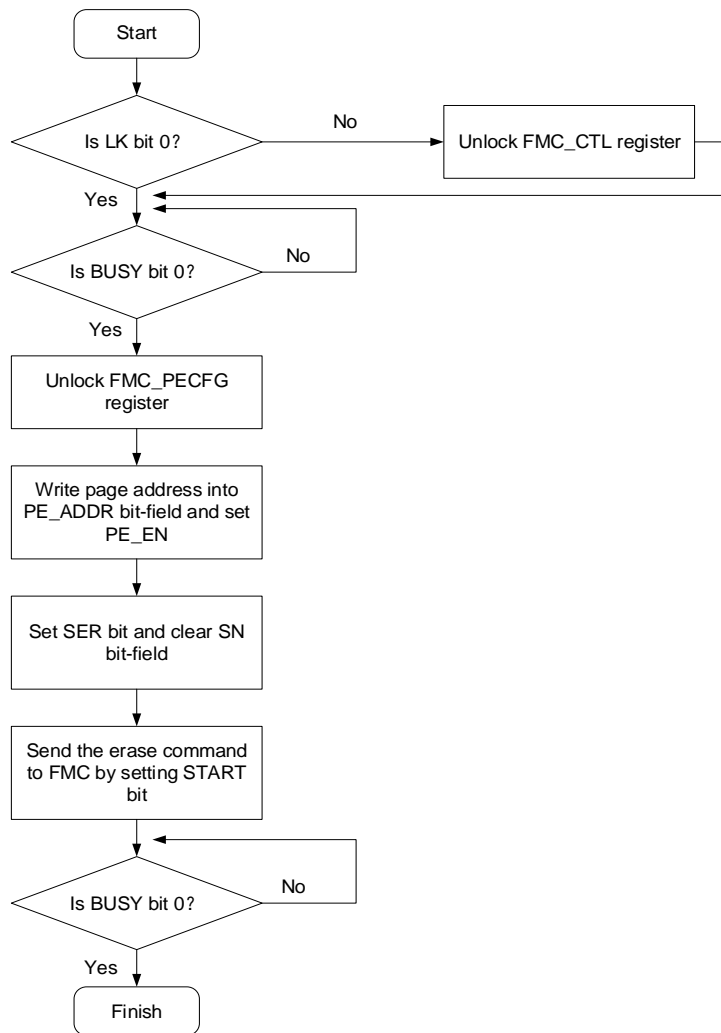 Start
Is LK bit 0?
No
Unlock FMC_CTL register
Yes
Is BUSY bit 0?
No
Yes
Unlock FMC_PECFG
register
Write page address into
PE_ADDR bit-field and set
PE_EN
Set SER bit and clear SN
bit-field
Send the erase command
to FMC by setting START
bit
Is BUSY bit 0?
No
Yes
Finish